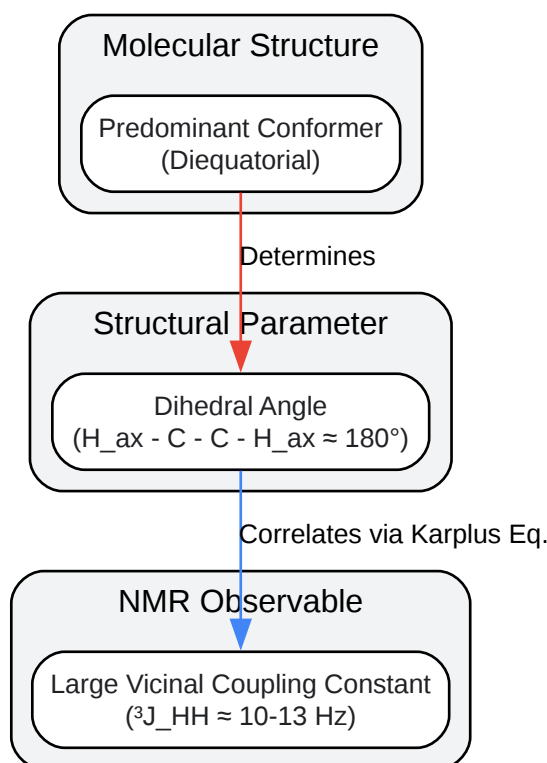 Molecular Structure
Predominant Conformer
(Diequatorial)
Determines
Structural Parameter
Dihedral Angle
(H_ax - C - C - H_ax ≈ 180°)
Correlates via Karplus Eq.
NMR Observable
Large Vicinal Coupling Constant
(³J_HH ≈ 10-13 Hz)